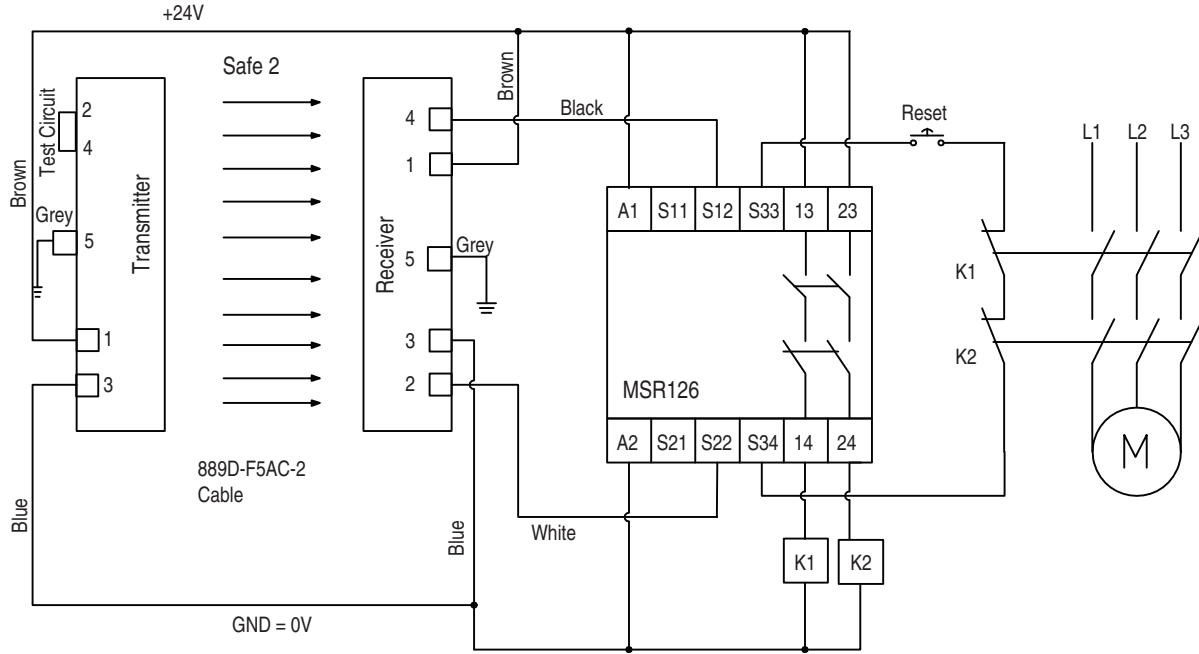 +24V
Safe 2
Brown
Black
Reset
L1 L2 L3
Test Circuit
2
4
4
1
Brown
Grey
5
Transmitter
Receiver
5
Grey
A1 S11 S12 S33 13 23
K1
1
3
3
2
K2
MSR126
A2 S21 S22 S34 14 24
M
889D-F5AC-2
Cable
Blue
Blue
White
K1 K2
GND = 0V